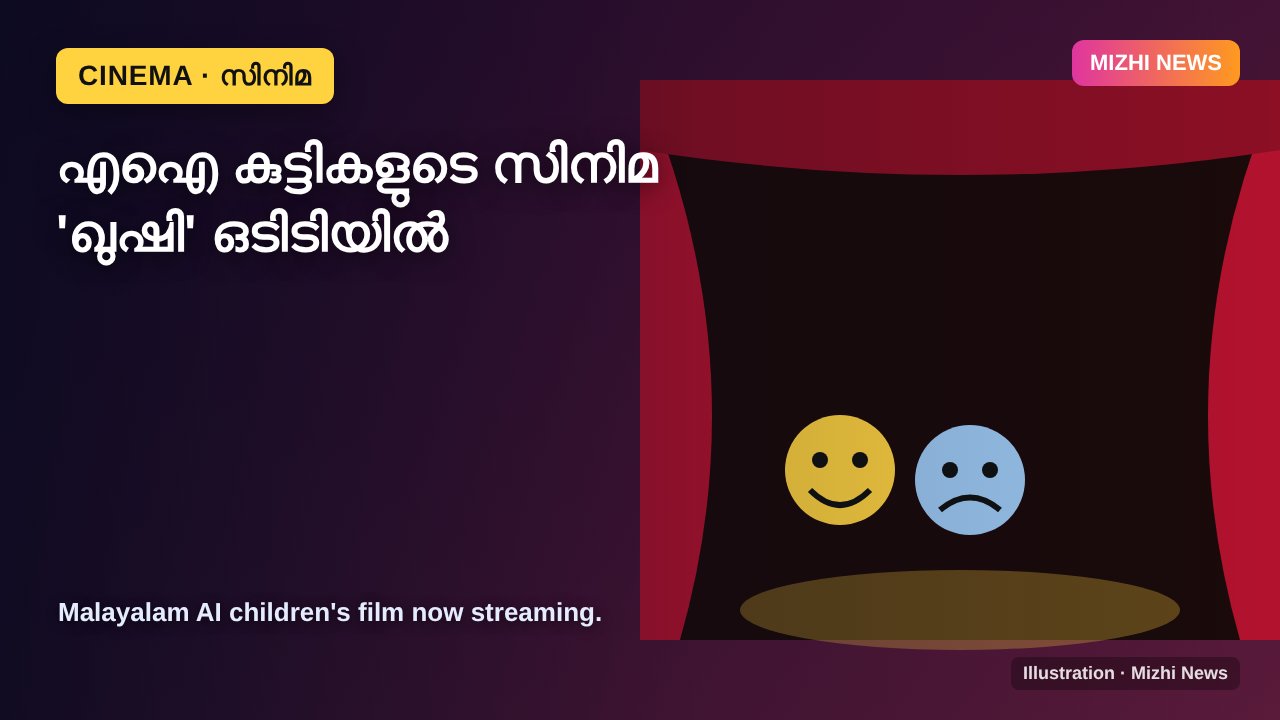 CINEMA · സിനിമ
MIZHI NEWS
എഐ കുട്ടികളുടെ സിനിമ
'ഖുഷി' ഒടിടിയിൽ
Malayalam AI children's film now streaming.
Illustration · Mizhi News